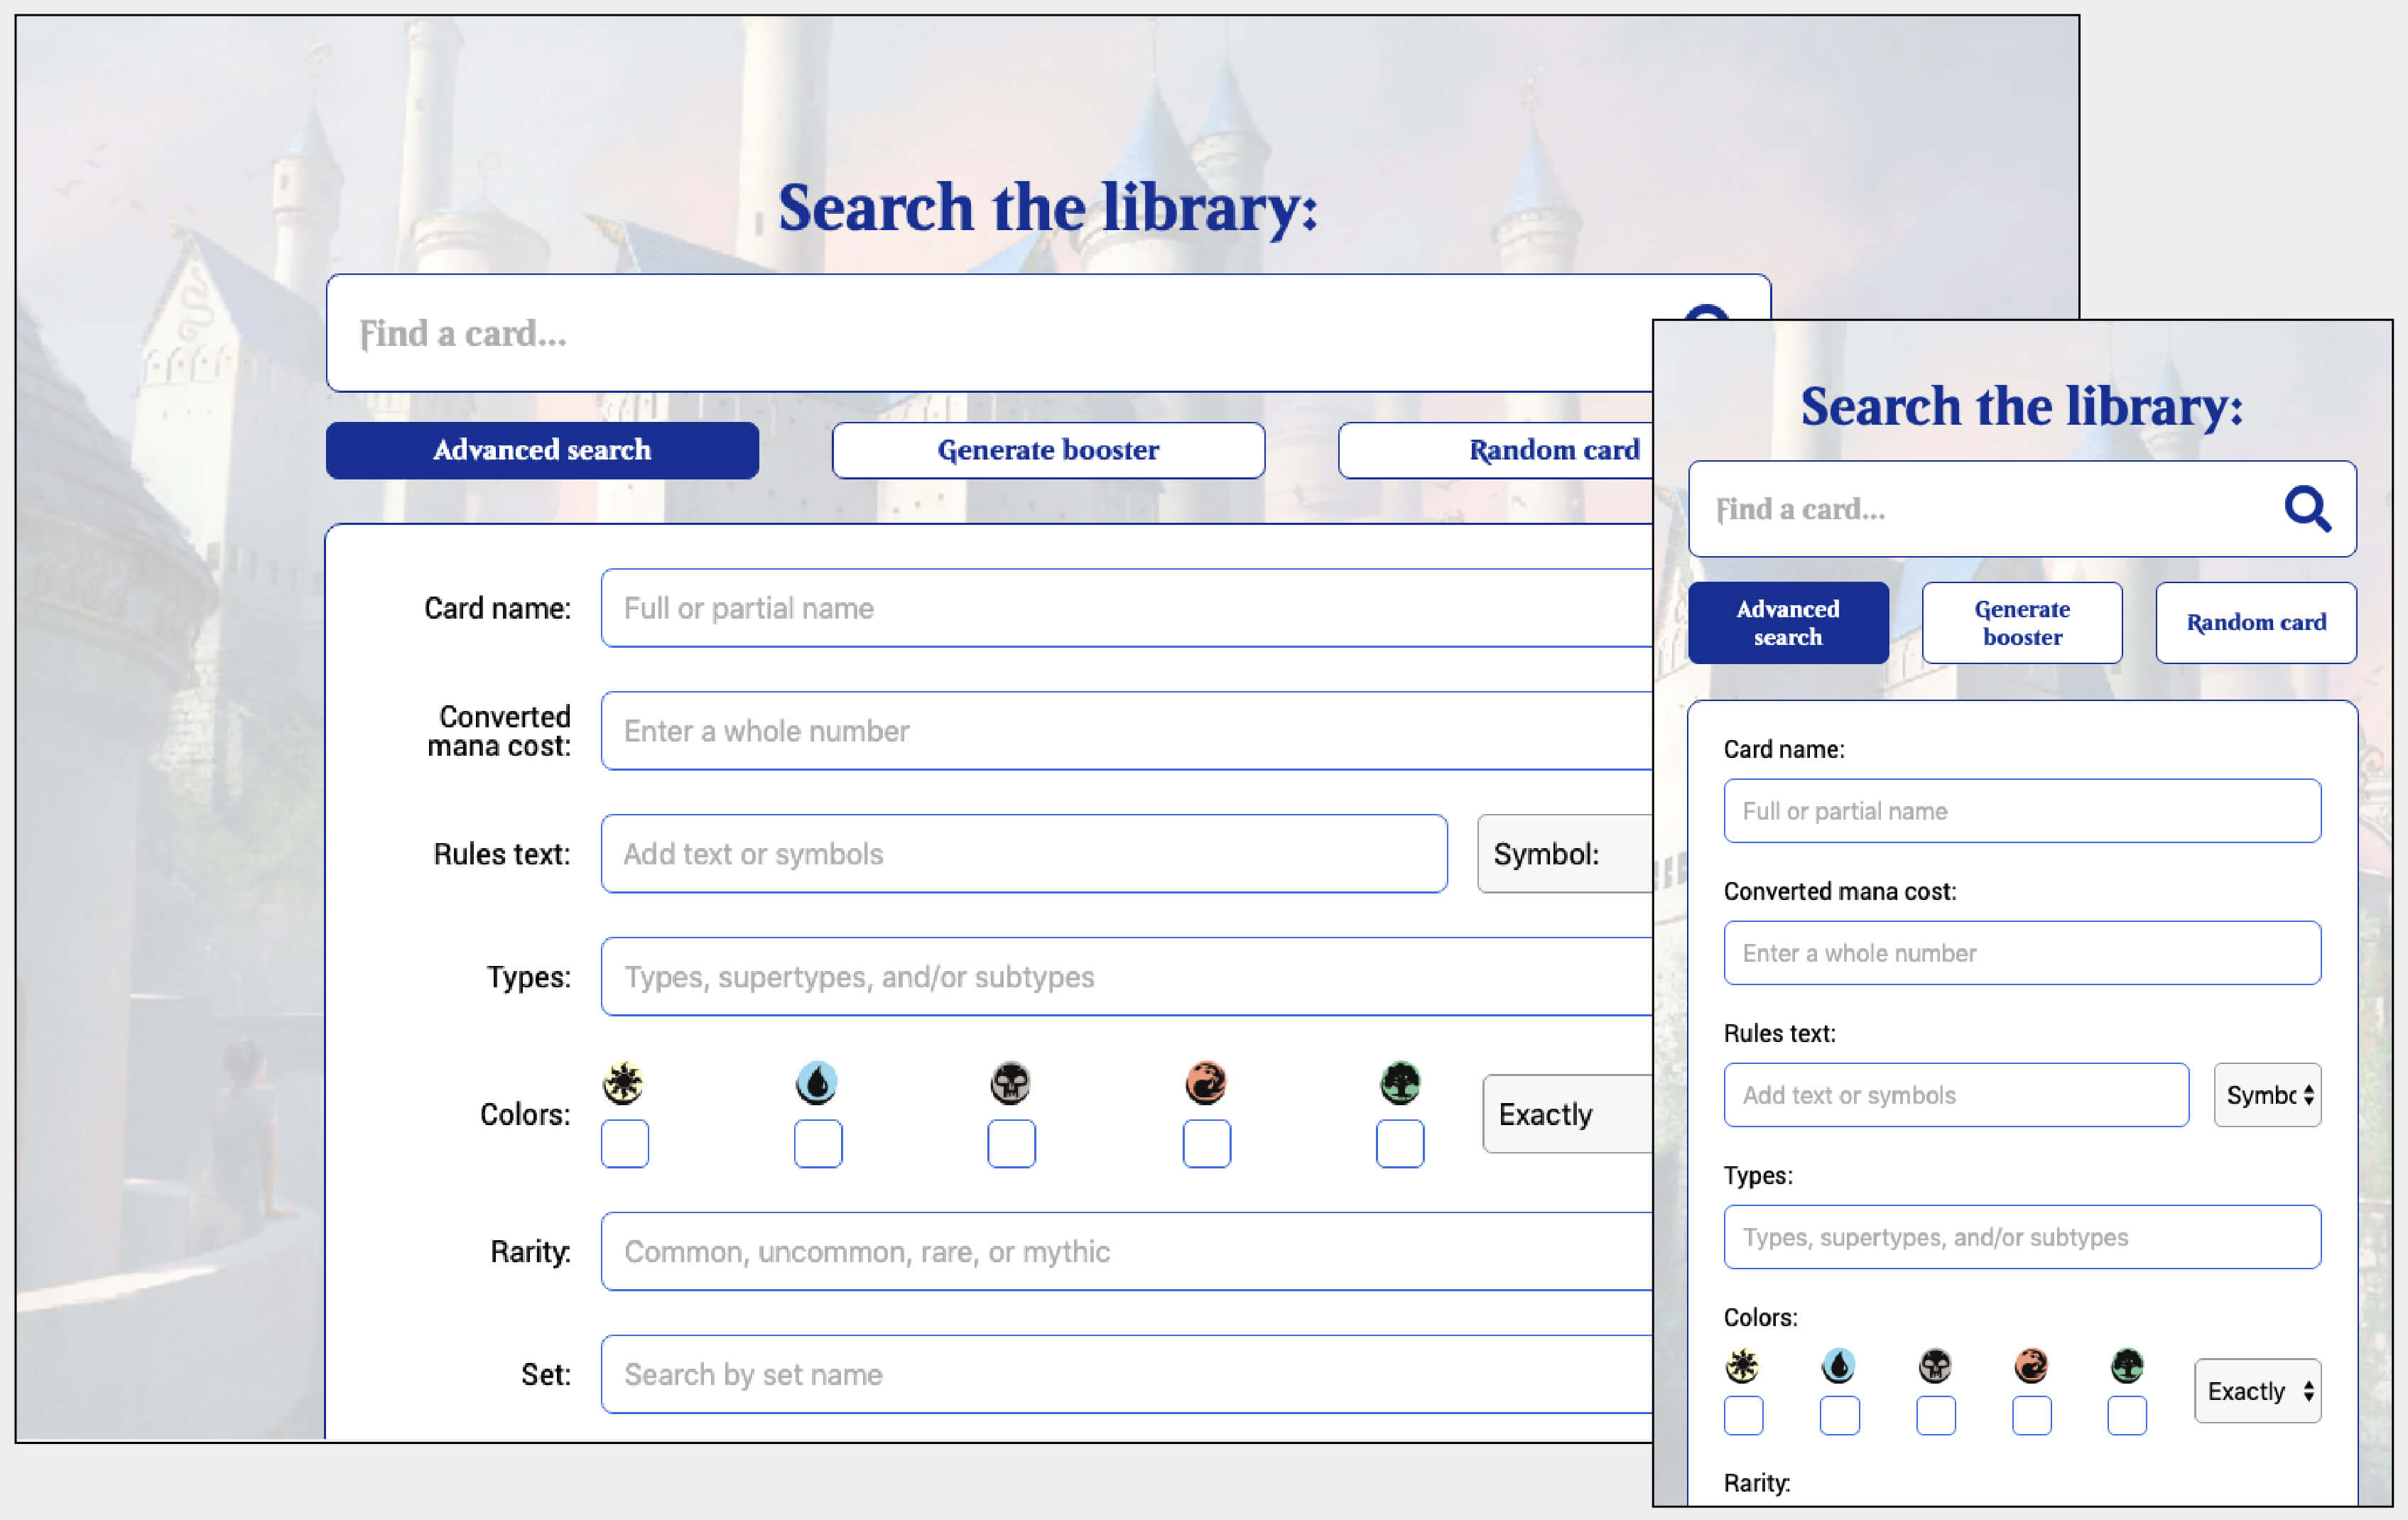 Search the library:
Find a card...
Advanced search
Generate booster
Random card
Card name:
Full or partial name
Converted
mana cost:
Enter a whole number
Rules text:
Add text or symbols
Symbol:
Types:
Types, supertypes, and/or subtypes
Colors:
Exactly
Rarity:
Common, uncommon, rare, or mythic
Set:
Search by set name
Search the library:
Find a card...
Advanced
search
Generate
booster
Random card
Card name:
Full or partial name
Converted mana cost:
Enter a whole number
Rules text:
Add text or symbols
Symbc
Types:
Types, supertypes, and/or subtypes
Colors:
Exactly
Rarity: